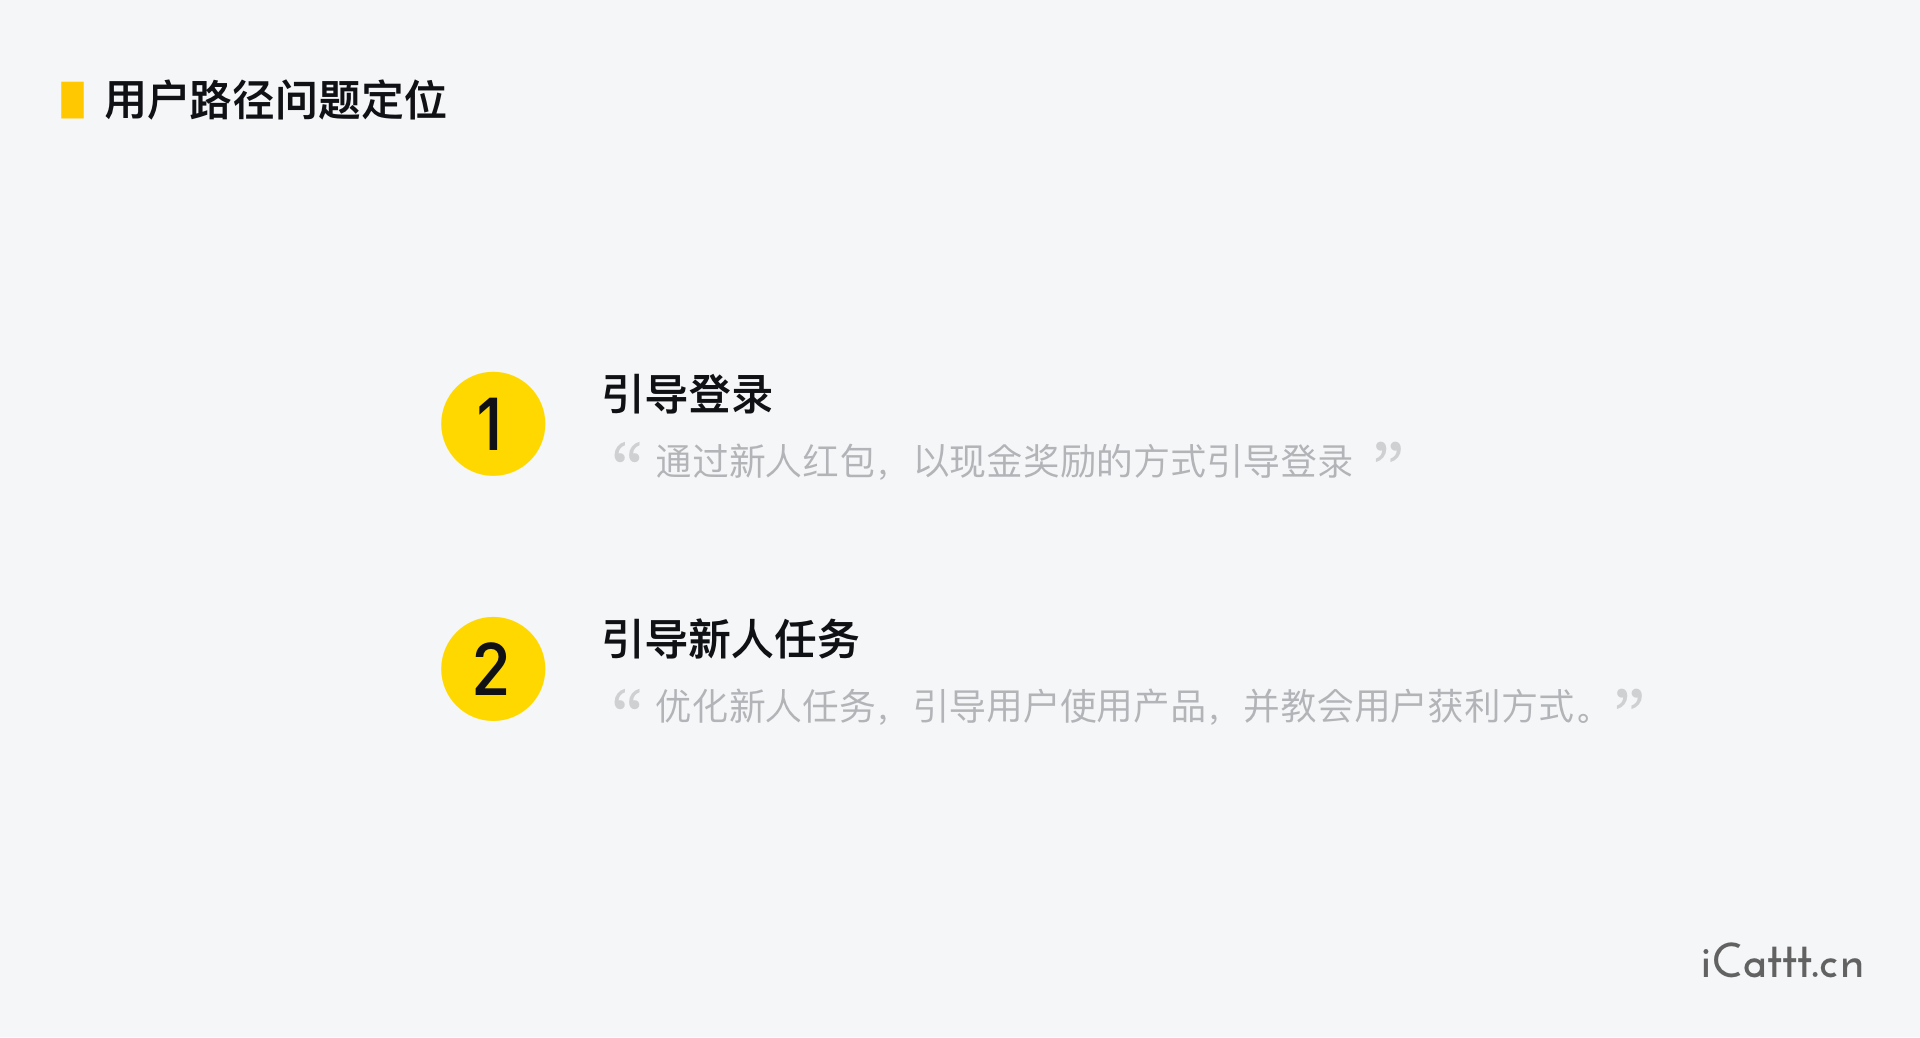 用户路径问题定位
1
引导登录
“ 通过新人红包，以现金奖励的方式引导登录 ”
2
引导新人任务
“ 优化新人任务，引导用户使用产品，并教会用户获利方式。”
iCattt.cn